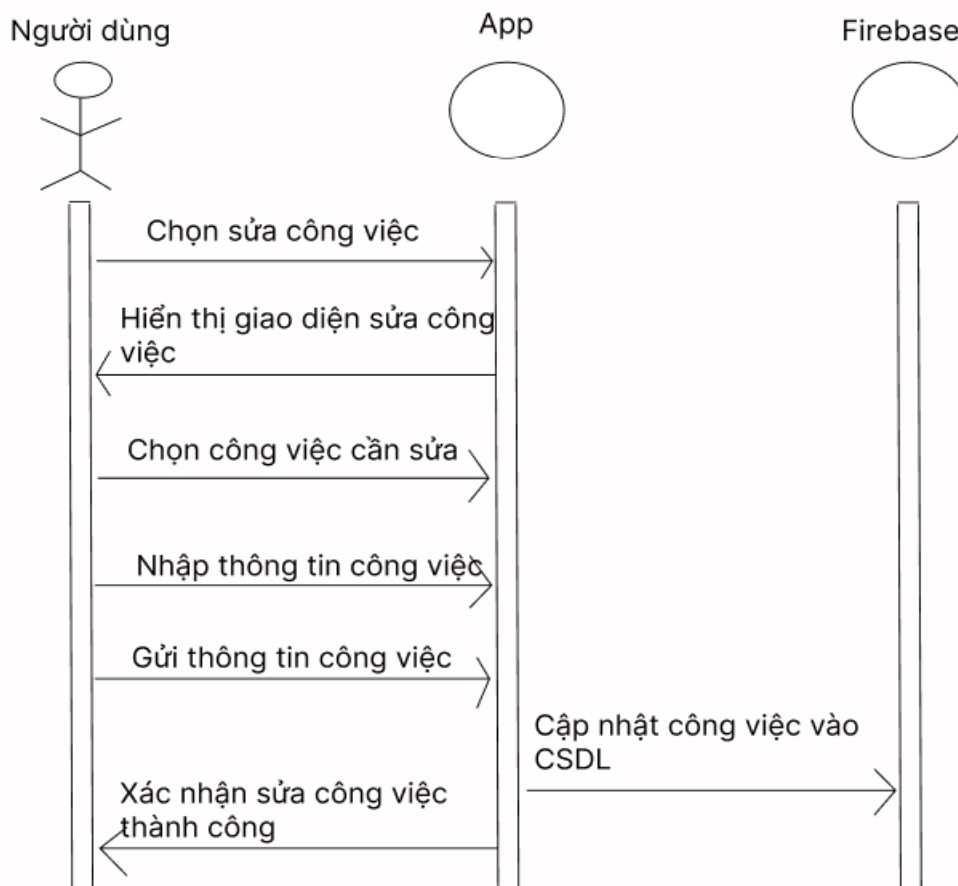 Người dùng
App
Firebase
Chọn sửa công việc
Hiển thị giao diện sửa công
việc
Chọn công việc cần sửa
Nhập thông tin công việc
Gửi thông tin công việc
Cập nhật công việc vào
CSDL
Xác nhận sửa công việc
thành công